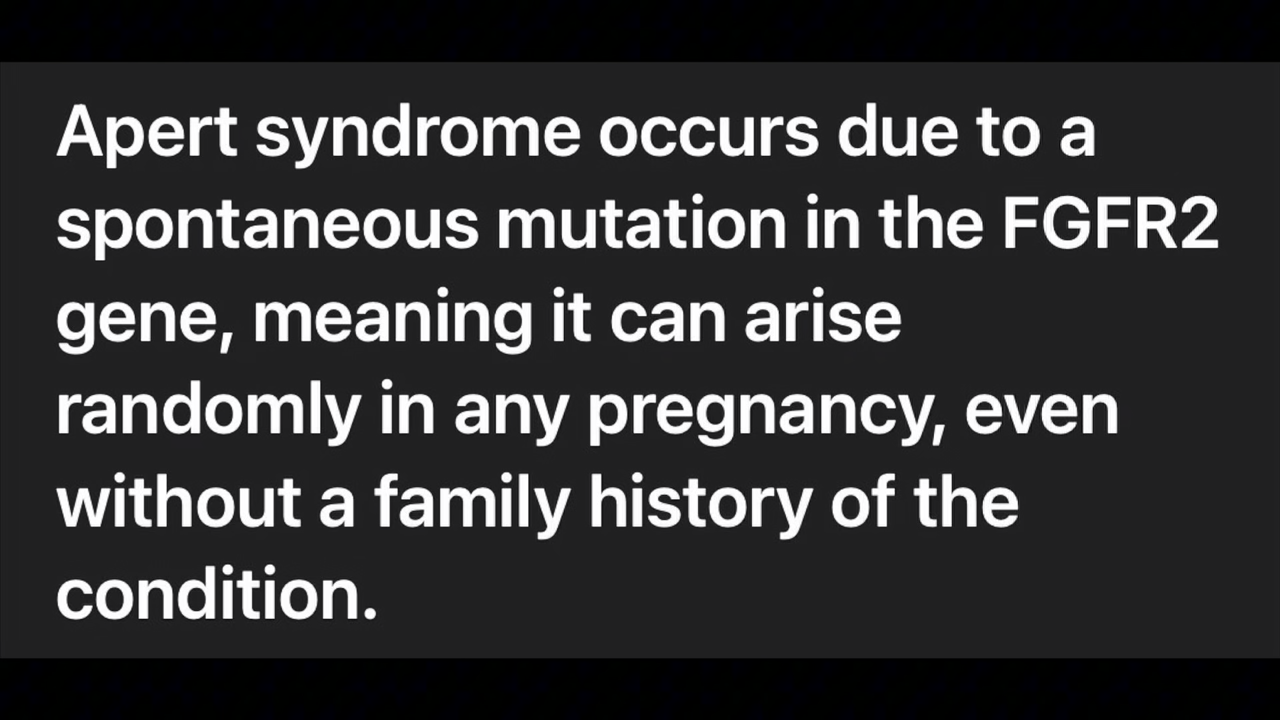 Apert syndrome occurs due to a
spontaneous mutation in the FGFR2
gene, meaning it can arise
randomly in any pregnancy, even
without a family history of the
condition.